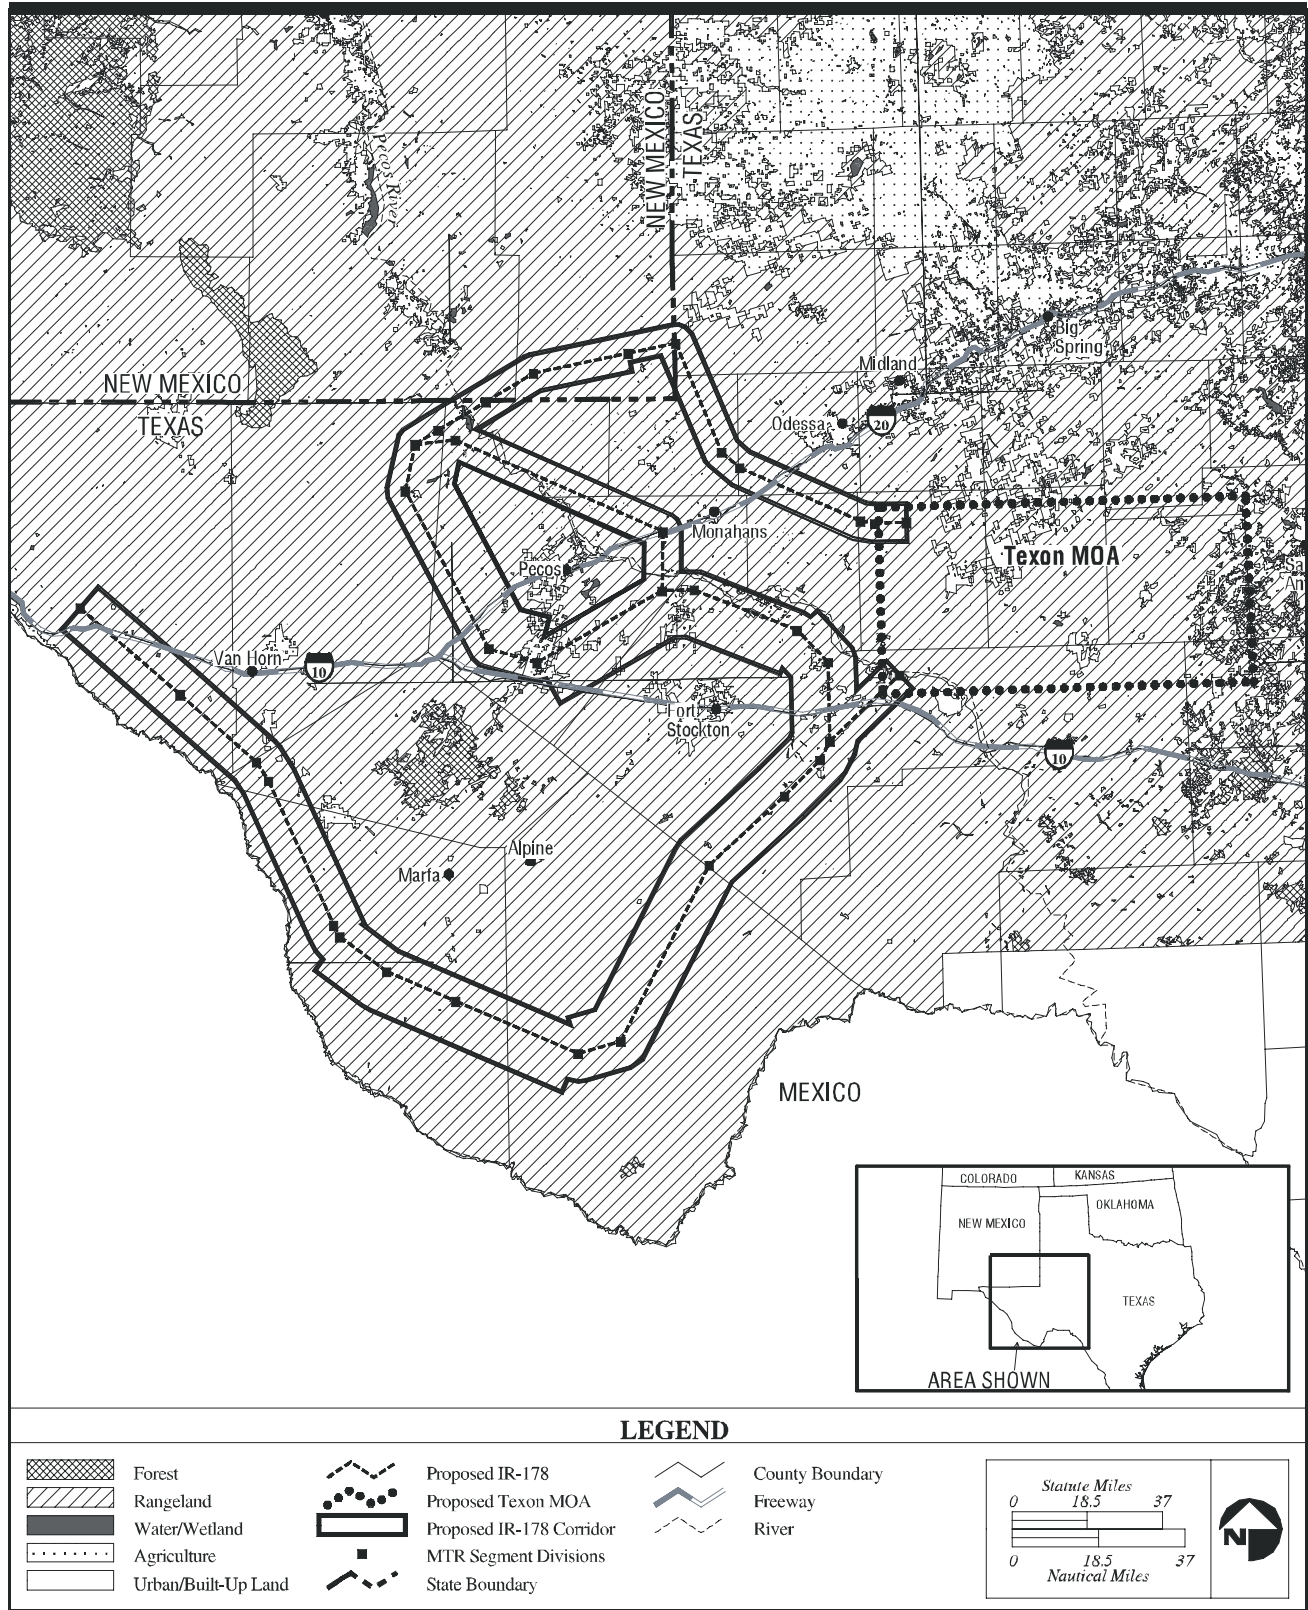 Pecos River
NEW MEXICO
TEXAS
Big
Spring
Midland
NEW MEXICO
TEXAS
Odessa
20
Monahans
Texon MOA
Pecos
Sa
An
Van Horn
10
Fort
Stockton
10
Alpine
Marfa
MEXICO
COLORADO
KANSAS
OKLAHOMA
NEW MEXICO
TEXAS
AREA SHOWN
LEGEND
Forest
Rangeland
Water/Wetland
Agriculture
Urban/Built-Up Land
Proposed IR-178
Proposed Texon MOA
Proposed IR-178 Corridor
MTR Segment Divisions
State Boundary
County Boundary
Freeway
River
Statute Miles
0 18.5 37
0 18.5 37
Nautical Miles
N